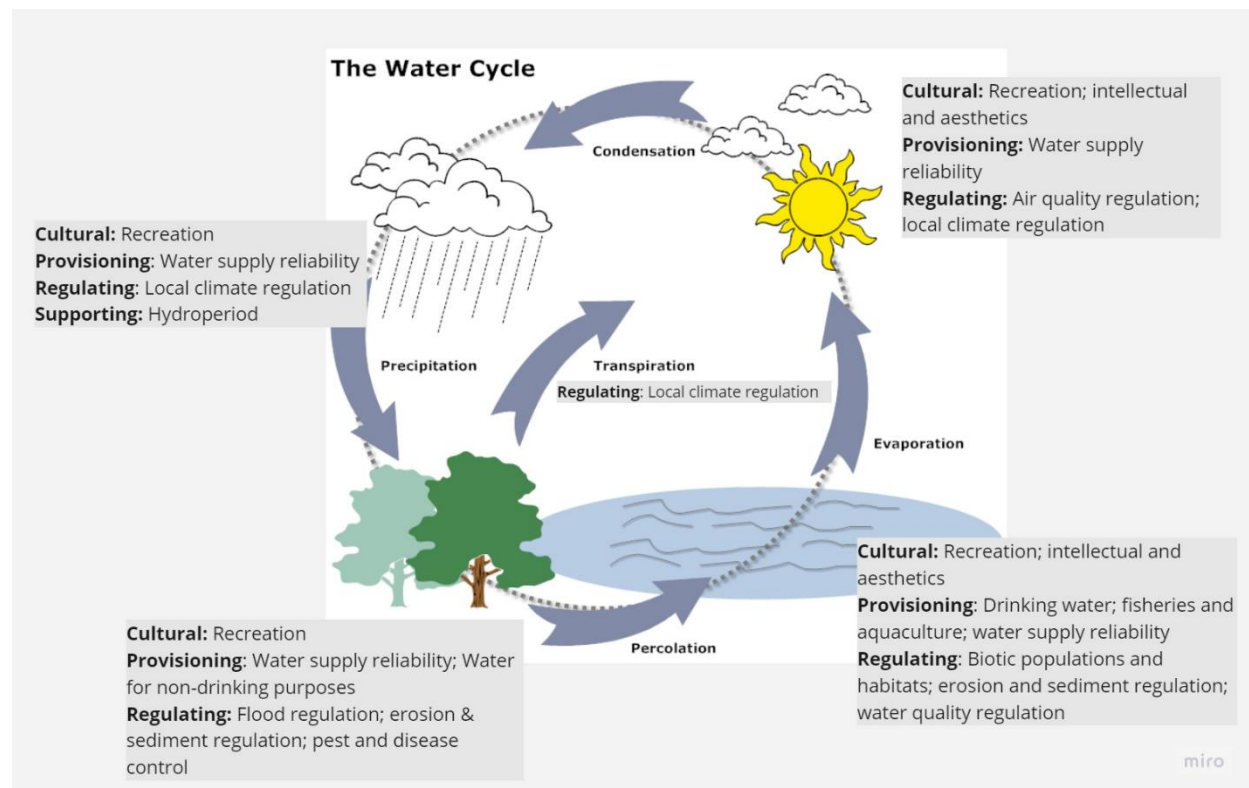 The Water Cycle
Condensation
Cultural: Recreation; intellectual
and aesthetics
Provisioning: Water supply
reliability
Regulating: Air quality regulation;
local climate regulation
Cultural: Recreation
Provisioning: Water supply reliability
Regulating: Local climate regulation
Supporting: Hydroperiod
Precipitation
Transpiration
Regulating: Local climate regulation
Evaporation
Cultural: Recreation; intellectual and
aesthetics
Provisioning: Drinking water; fisheries and
aquaculture; water supply reliability
Regulating: Biotic populations and
habitats; erosion and sediment regulation;
water quality regulation
Cultural: Recreation
Provisioning: Water supply reliability; Water
for non-drinking purposes
Regulating: Flood regulation; erosion &
sediment regulation; pest and disease
control
Percolation
miro